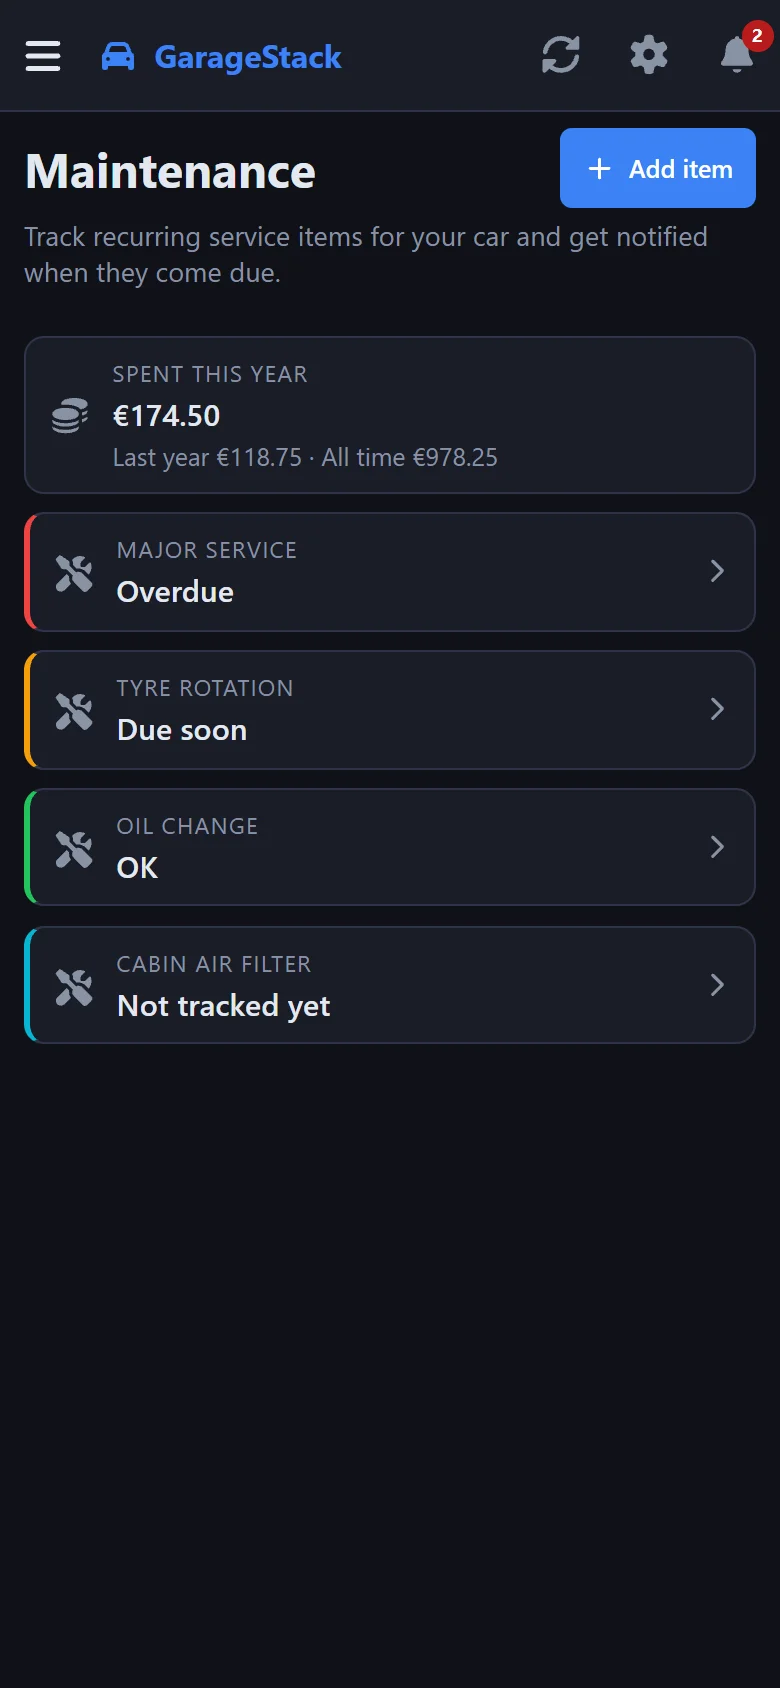 GarageStack
2
Maintenance
Add item
Track recurring service items for your car and get notified
when they come due.
SPENT THIS YEAR
€174.50
Last year €118.75 · All time €978.25
MAJOR SERVICE
Overdue
TYRE ROTATION
Due soon
OIL CHANGE
OK
CABIN AIR FILTER
Not tracked yet